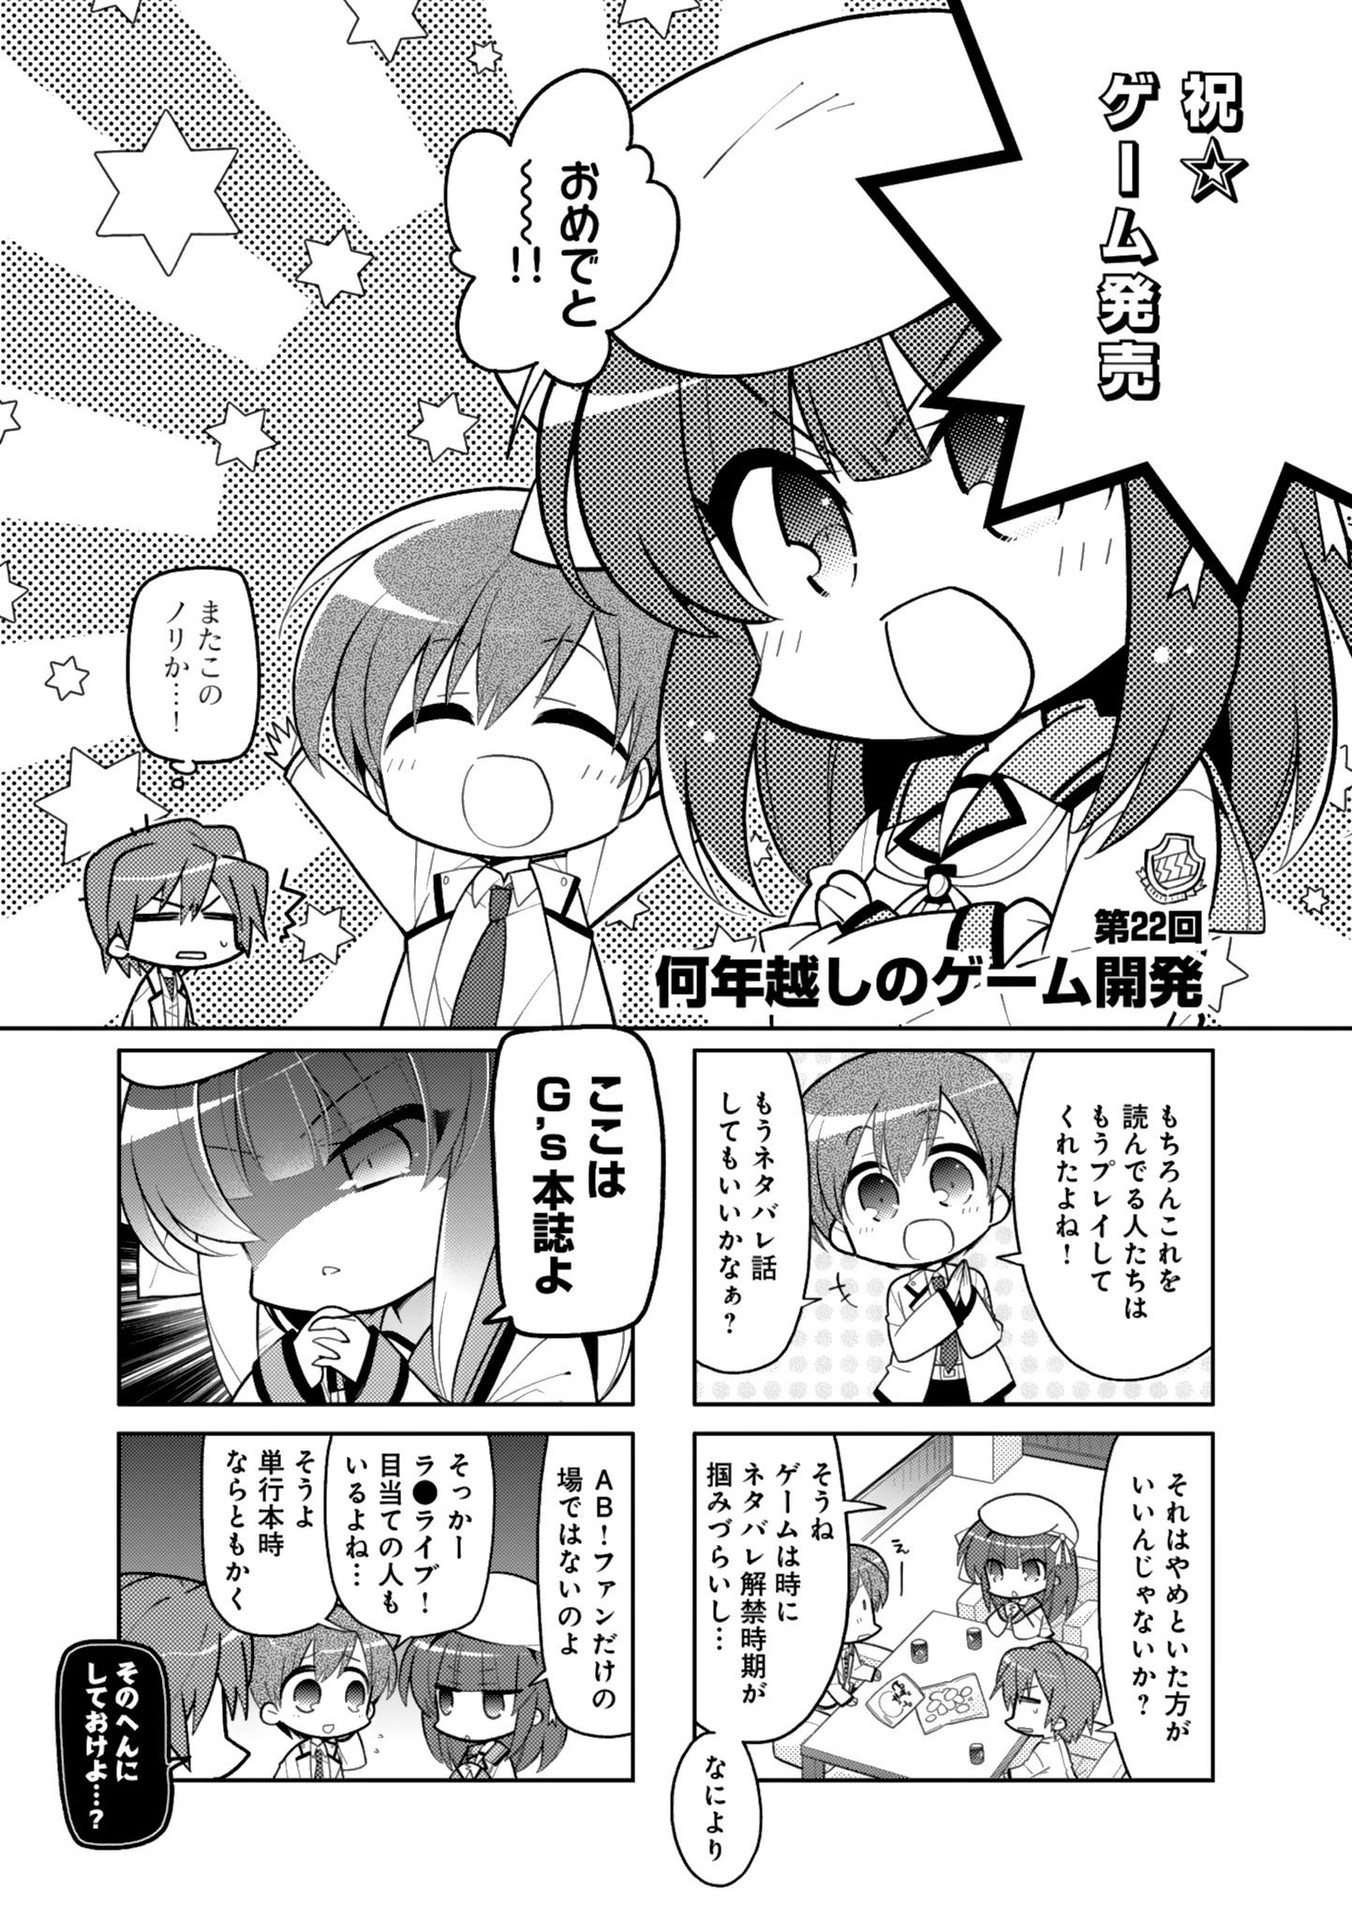 祝☆
ゲーム発売
おめでと
〜〜!!
またこの
ノリか…!
第22回
何年越しのゲーム開発
もちろんこれを
読んでる人たちは
もうプレイして
くれたよね!
もうネタバレ話
してもいいかなぁ?
それはやめといた方が
いいんじゃないか?
えー
そうね
ゲームは時に
ネタバレ解禁時期が
掴みづらいし…
なにより
ここは
G's本誌よ
AB!ファンだけの
場ではないのよ
そっかー
ラ●ライブ!
目当ての人も
いるよね…
そうよ
単行本時
ならともかく
そのへんに
しておけよ…?